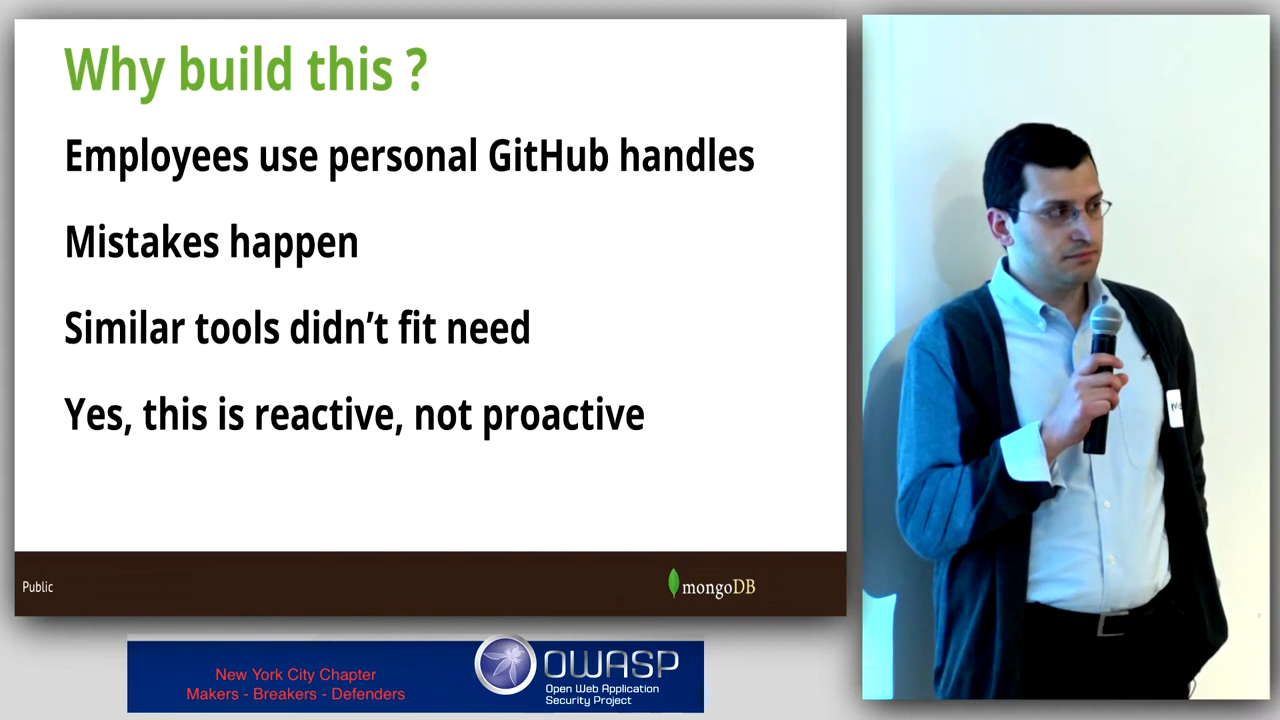 Why build this ?
Employees use personal GitHub handles
Mistakes happen
Similar tools didn’t fit need
Yes, this is reactive, not proactive
Public
mongoDB
New York City Chapter
Makers - Breakers - Defenders
OWASP
Open Web Application
Security Project